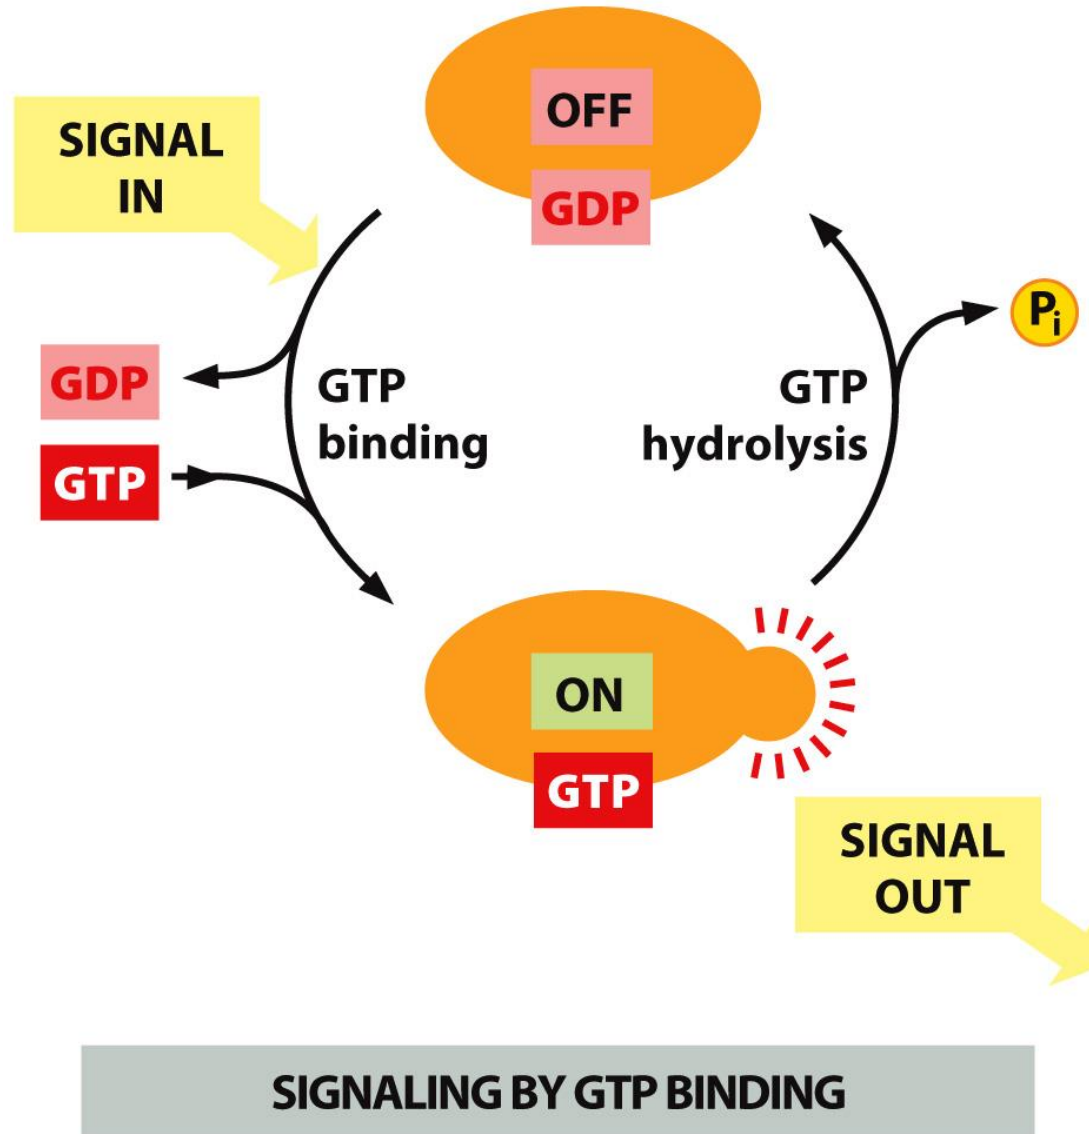 OFF
GDP
SIGNAL
IN
GDP
GTP
GTP
binding
GTP
hydrolysis
Pi
ON
GTP
SIGNAL
OUT
SIGNALING BY GTP BINDING